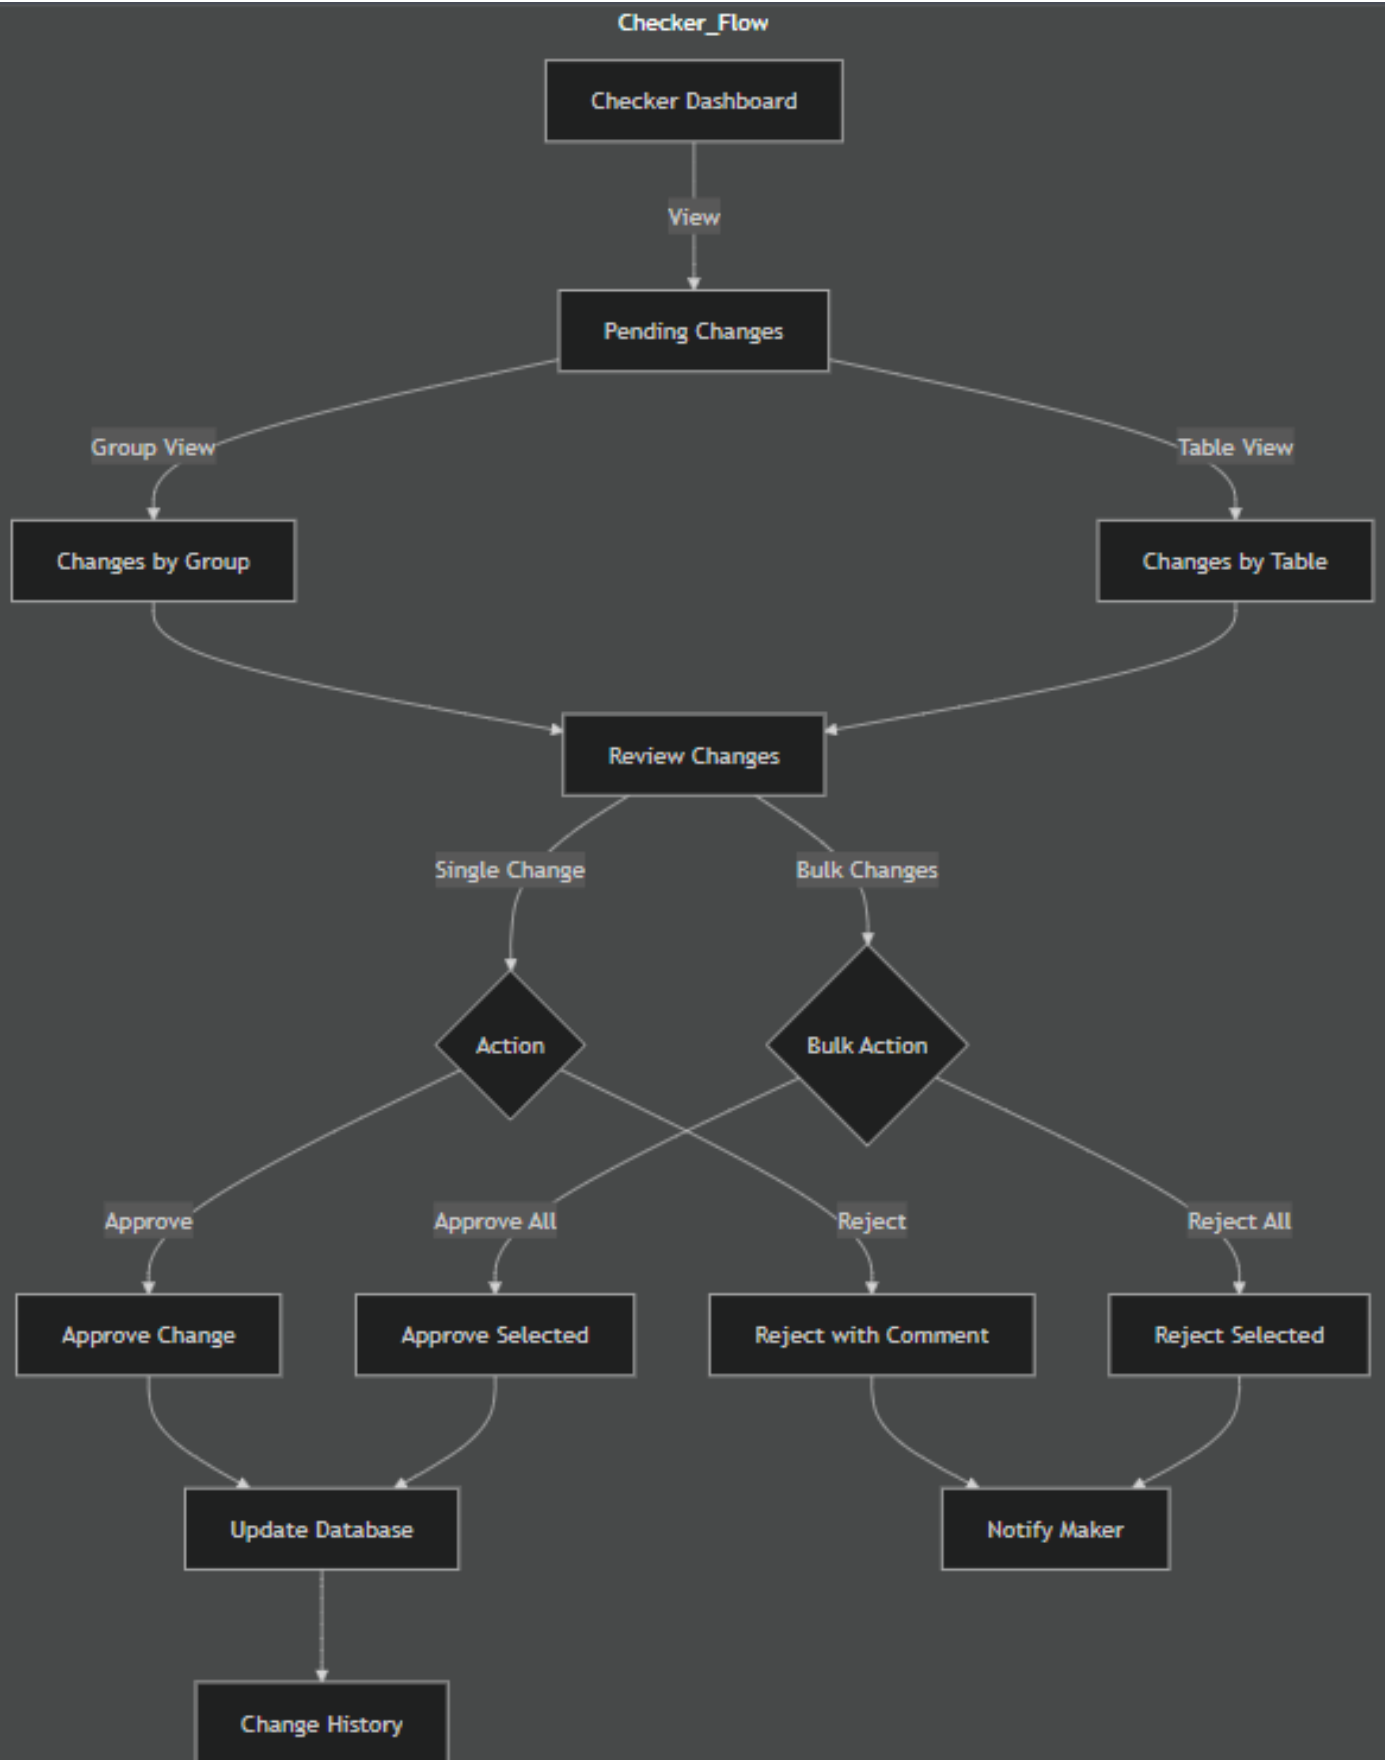 Checker_Flow
Checker Dashboard
View
Pending Changes
Group View
Table View
Changes by Group
Changes by Table
Review Changes
Single Change
Bulk Changes
Action
Bulk Action
Approve
Approve All
Reject
Reject All
Approve Change
Approve Selected
Reject with Comment
Reject Selected
Update Database
Notify Maker
Change History